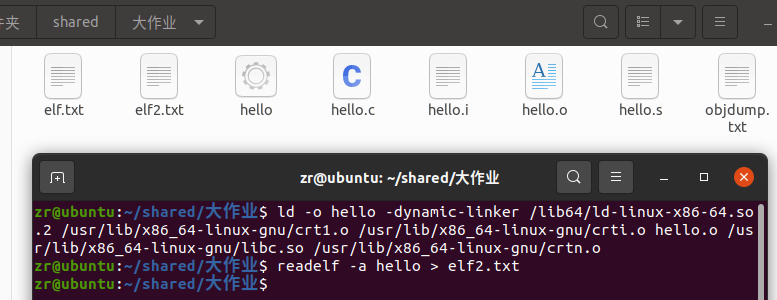 件夹 shared 大作业
elf.txt elf2.txt hello hello.c hello.i hello.o hello.s objdump.
txt
zr@ubuntu: ~/shared/大作业
zr@ubuntu:~/shared/大作业$ ld -o hello -dynamic-linker /lib64/ld-linux-x86-64.so
.2 /usr/lib/x86_64-linux-gnu/crt1.o /usr/lib/x86_64-linux-gnu/crti.o hello.o /us
r/lib/x86_64-linux-gnu/libc.so /usr/lib/x86_64-linux-gnu/crtn.o
zr@ubuntu:~/shared/大作业$ readelf -a hello > elf2.txt
zr@ubuntu:~/shared/大作业$